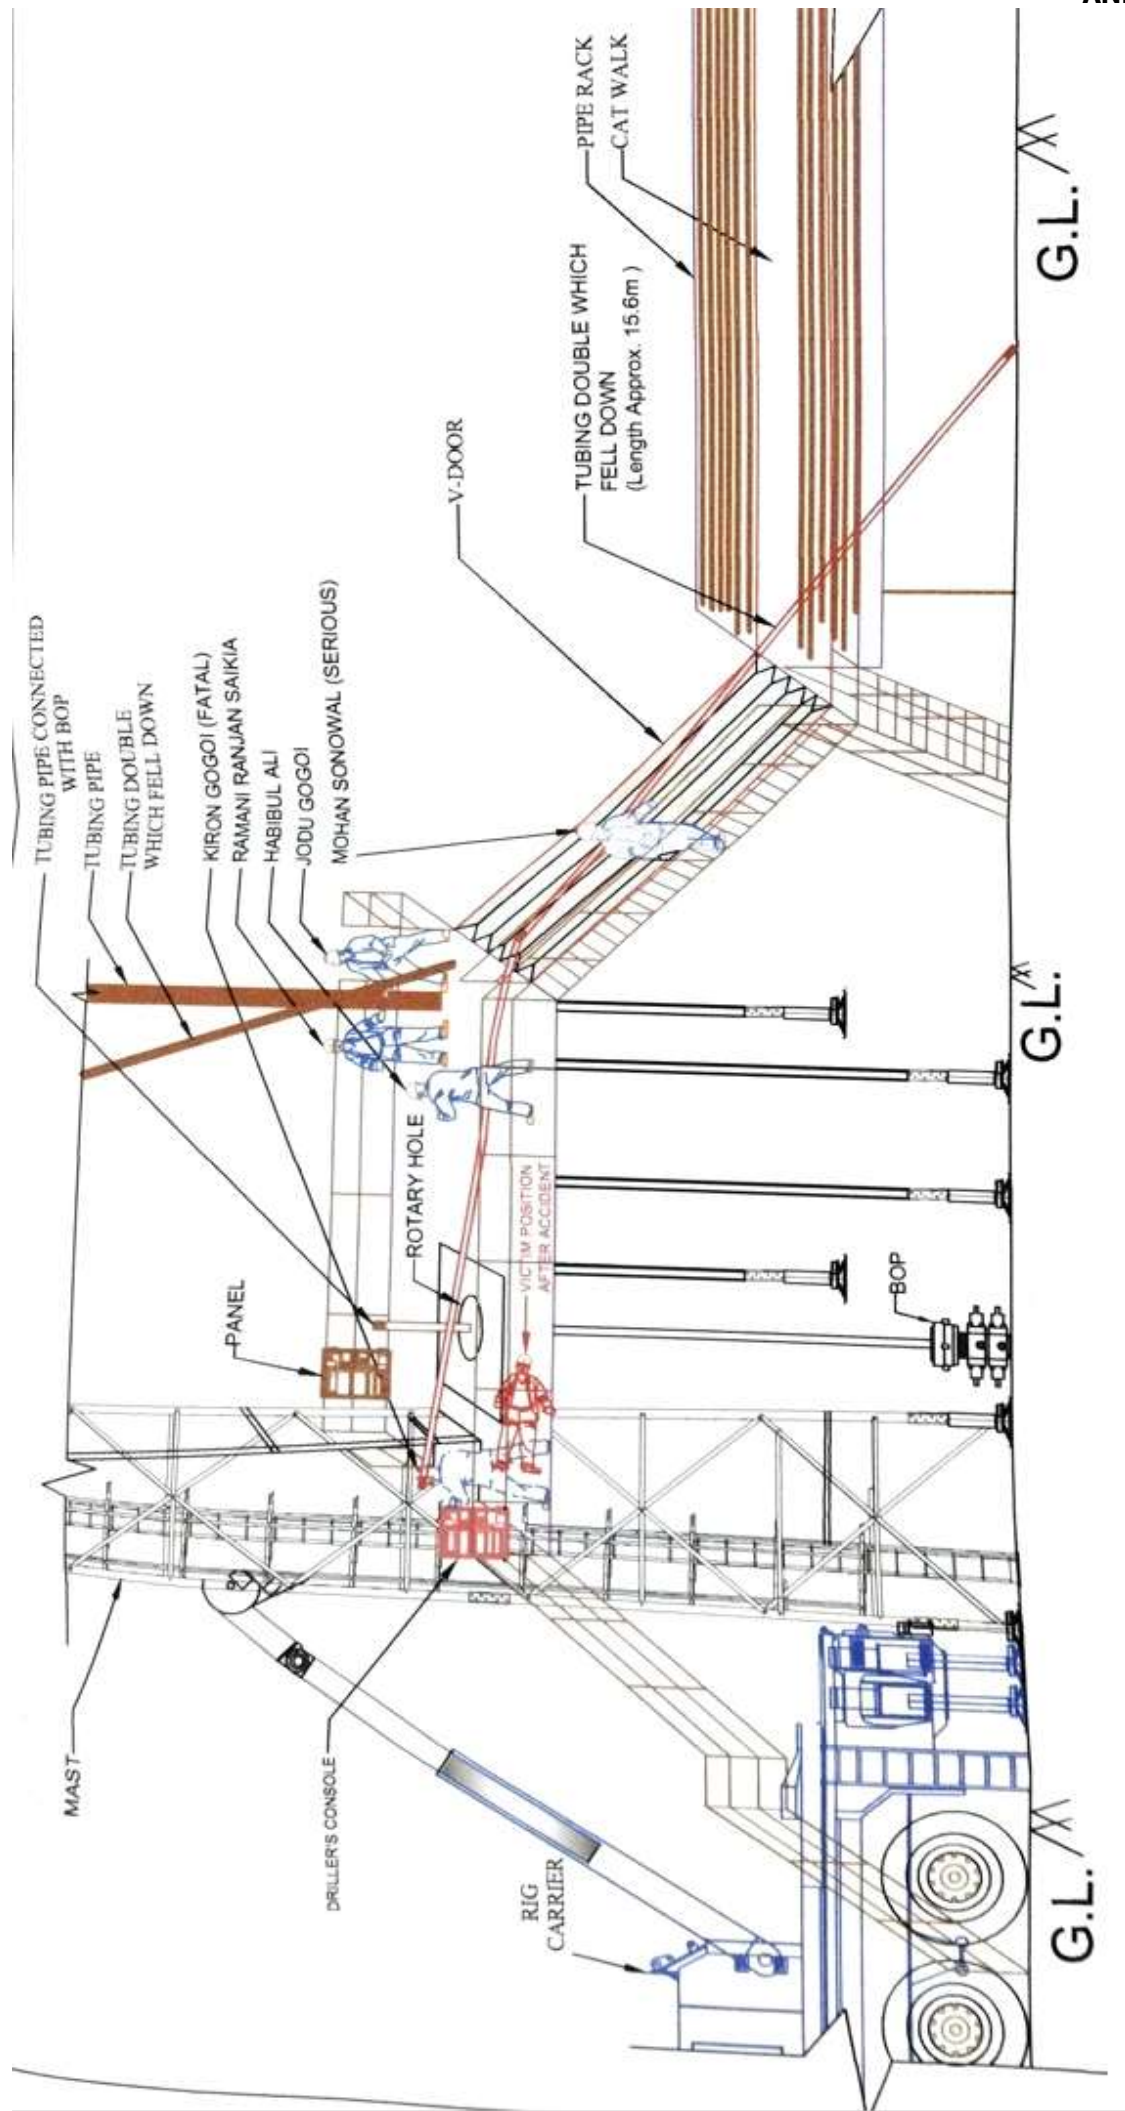 TUBING PIPE CONNECTED
WITH BOP
TUBING PIPE
TUBING DOUBLE
WHICH FELL DOWN
KIRON GOGOI (FATAL)
RAMANI RANJAN SAIKIA
HABIBUL ALI
JODU GOGOI
MOHAN SONOWAL (SERIOUS)
V-DOOR
TUBING DOUBLE WHICH
FELL DOWN
(Length Approx. 15.6m )
PIPE RACK
CAT WALK
MAST
PANEL
ROTARY HOLE
VICTIM POSITION
AFTER ACCIDENT
DRILLER'S CONSOLE
RIG
CARRIER
BOP
G.L.
G.L.
G.L.